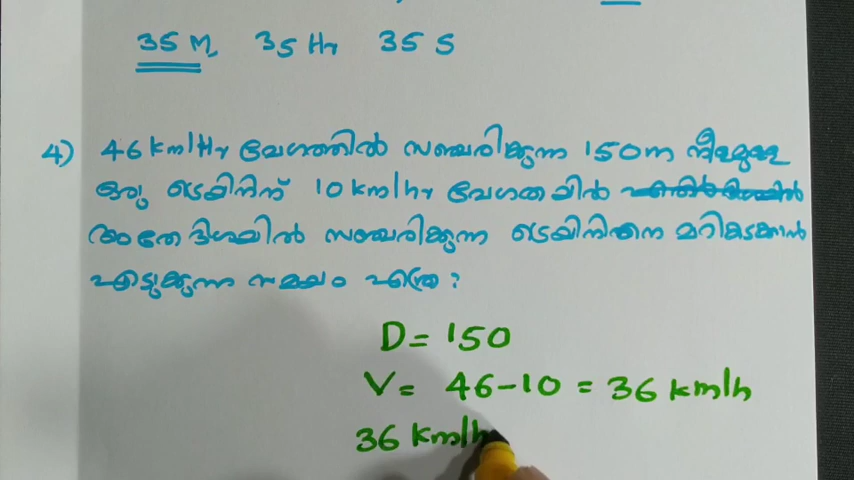 35 M, 35 Hr 35 S
4) 46 km/Hr വേഗത്തിൽ സഞ്ചരിക്കുന്ന 150 m നീളമുള്ള
ഒരു ട്രെയിനിന് 10 km/hr വേഗതയിൽ
അതേ ദിശയിൽ സഞ്ചരിക്കുന്ന ട്രെയിനിനെ മറികടക്കാൻ
എടുക്കുന്ന സമയം എത്ര?
D = 150
V = 46-10 = 36 km/h
36 km/h